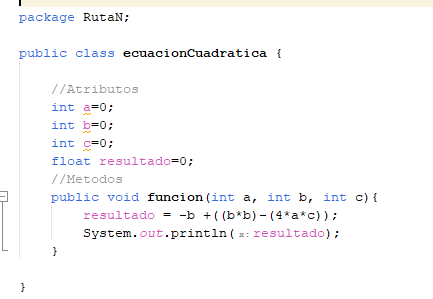 package RutaN;
public class ecuacionCuadratica {
//Atributos
int a=0;
int b=0;
int c=0;
float resultado=0;
//Metodos
public void funcion(int a, int b, int c){
resultado = -b +((b*b)-(4*a*c));
System.out.println( x: resultado);
}
}